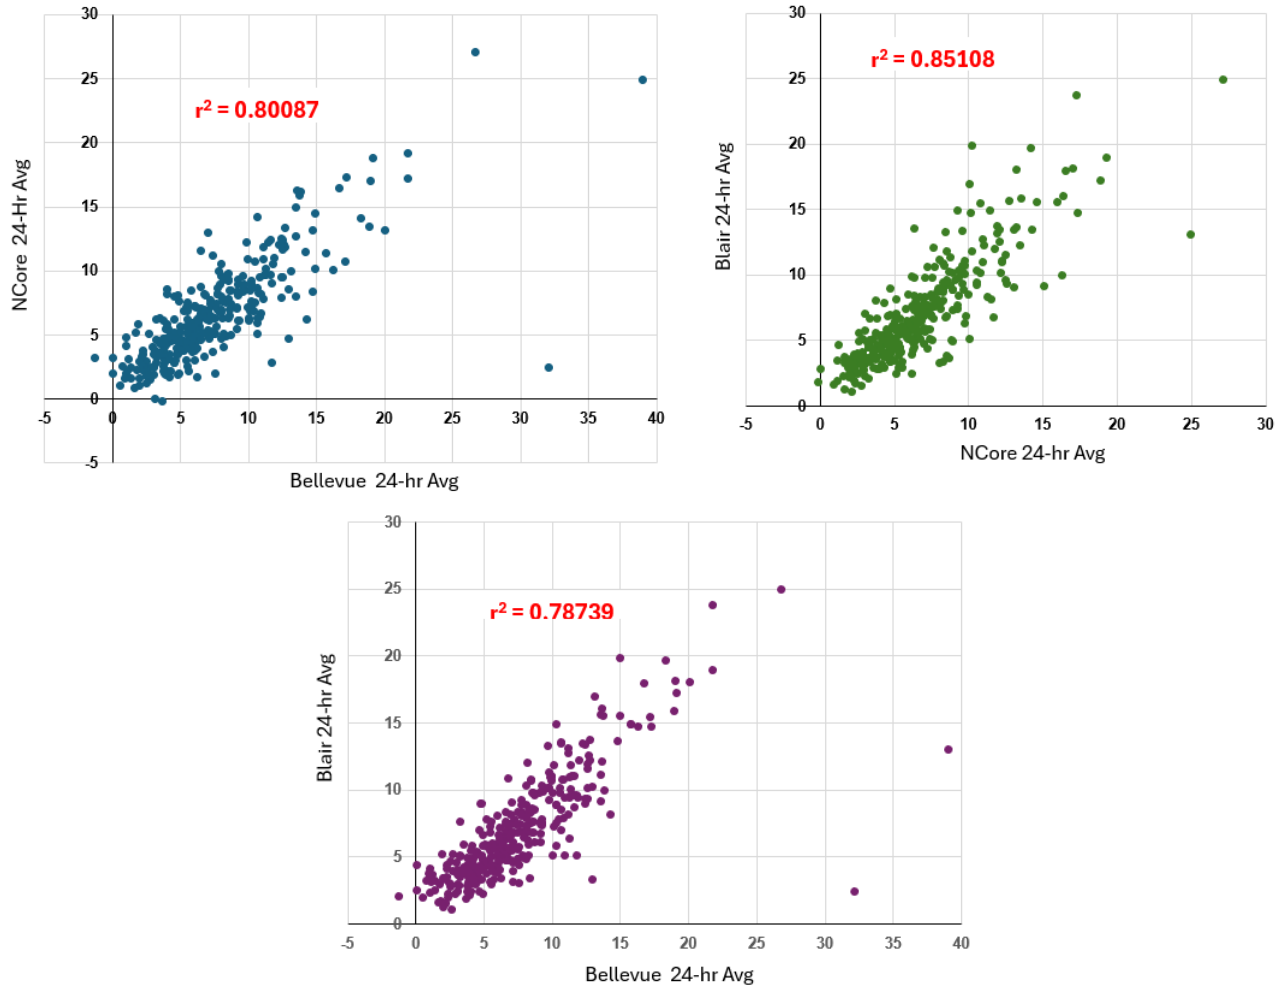 30
25
20
15
10
5
0
-5
-5 0 5 10 15 20 25 30 35 40
NCore 24-Hr Avg
Bellevue 24-hr Avg
r² = 0.80087
30
25
20
15
10
5
0
-5 0 5 10 15 20 25 30
Blair 24-hr Avg
NCore 24-hr Avg
r² = 0.85108
30
25
20
15
10
5
0
-5 0 5 10 15 20 25 30 35 40
Blair 24-hr Avg
Bellevue 24-hr Avg
r² = 0.78739